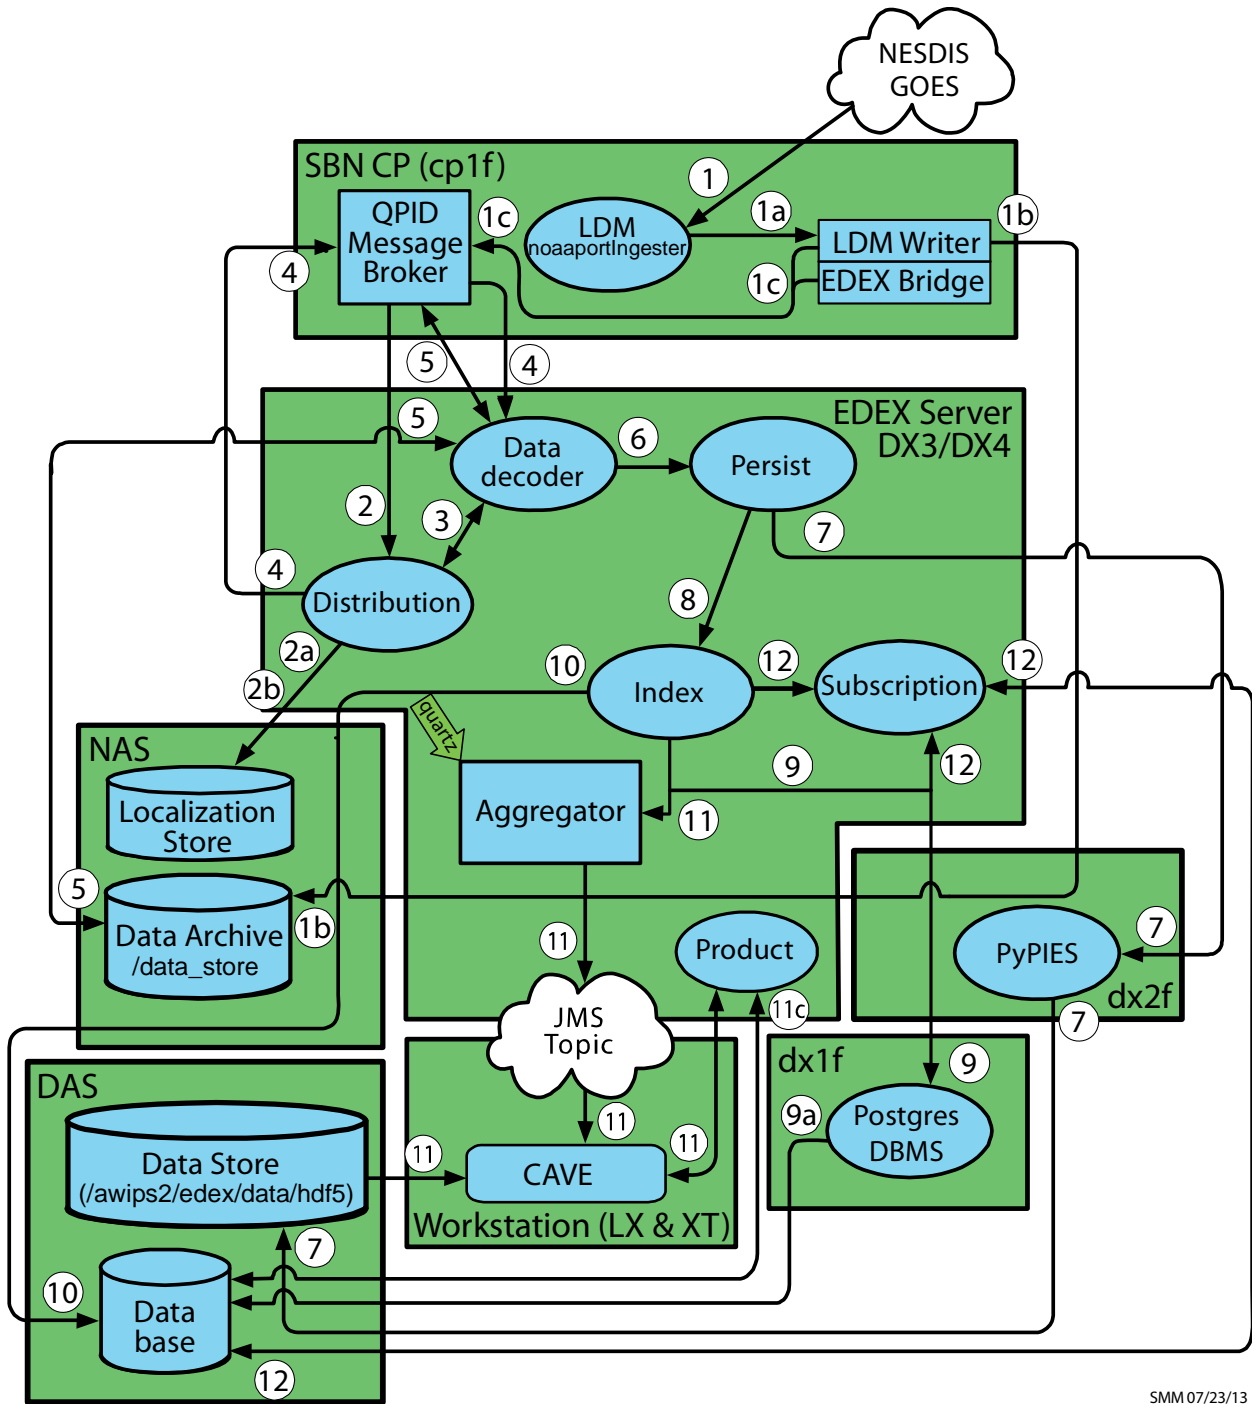 NESDIS
GOES
SBN CP (cp1f)
1
QPID
Message
Broker
1c
LDM
noaaportIngester
1a
1b
LDM Writer
EDEX Bridge
1c
4
5
4
EDEX Server
DX3/DX4
5
Data
decoder
6
Persist
2
3
7
4
Distribution
8
2a
2b
10
Index
12
Subscription
12
quartz
NAS
9
12
Localization
Store
Aggregator
11
5
Data Archive
/data_store
1b
11
Product
11c
PyPIES
7
dx2f
7
JMS
Topic
dx1f
9
DAS
Data Store
(/awips2/edex/data/hdf5)
11
11
11
CAVE
Workstation (LX & XT)
9a
Postgres
DBMS
7
10
Data
base
12
SMM 07/23/13